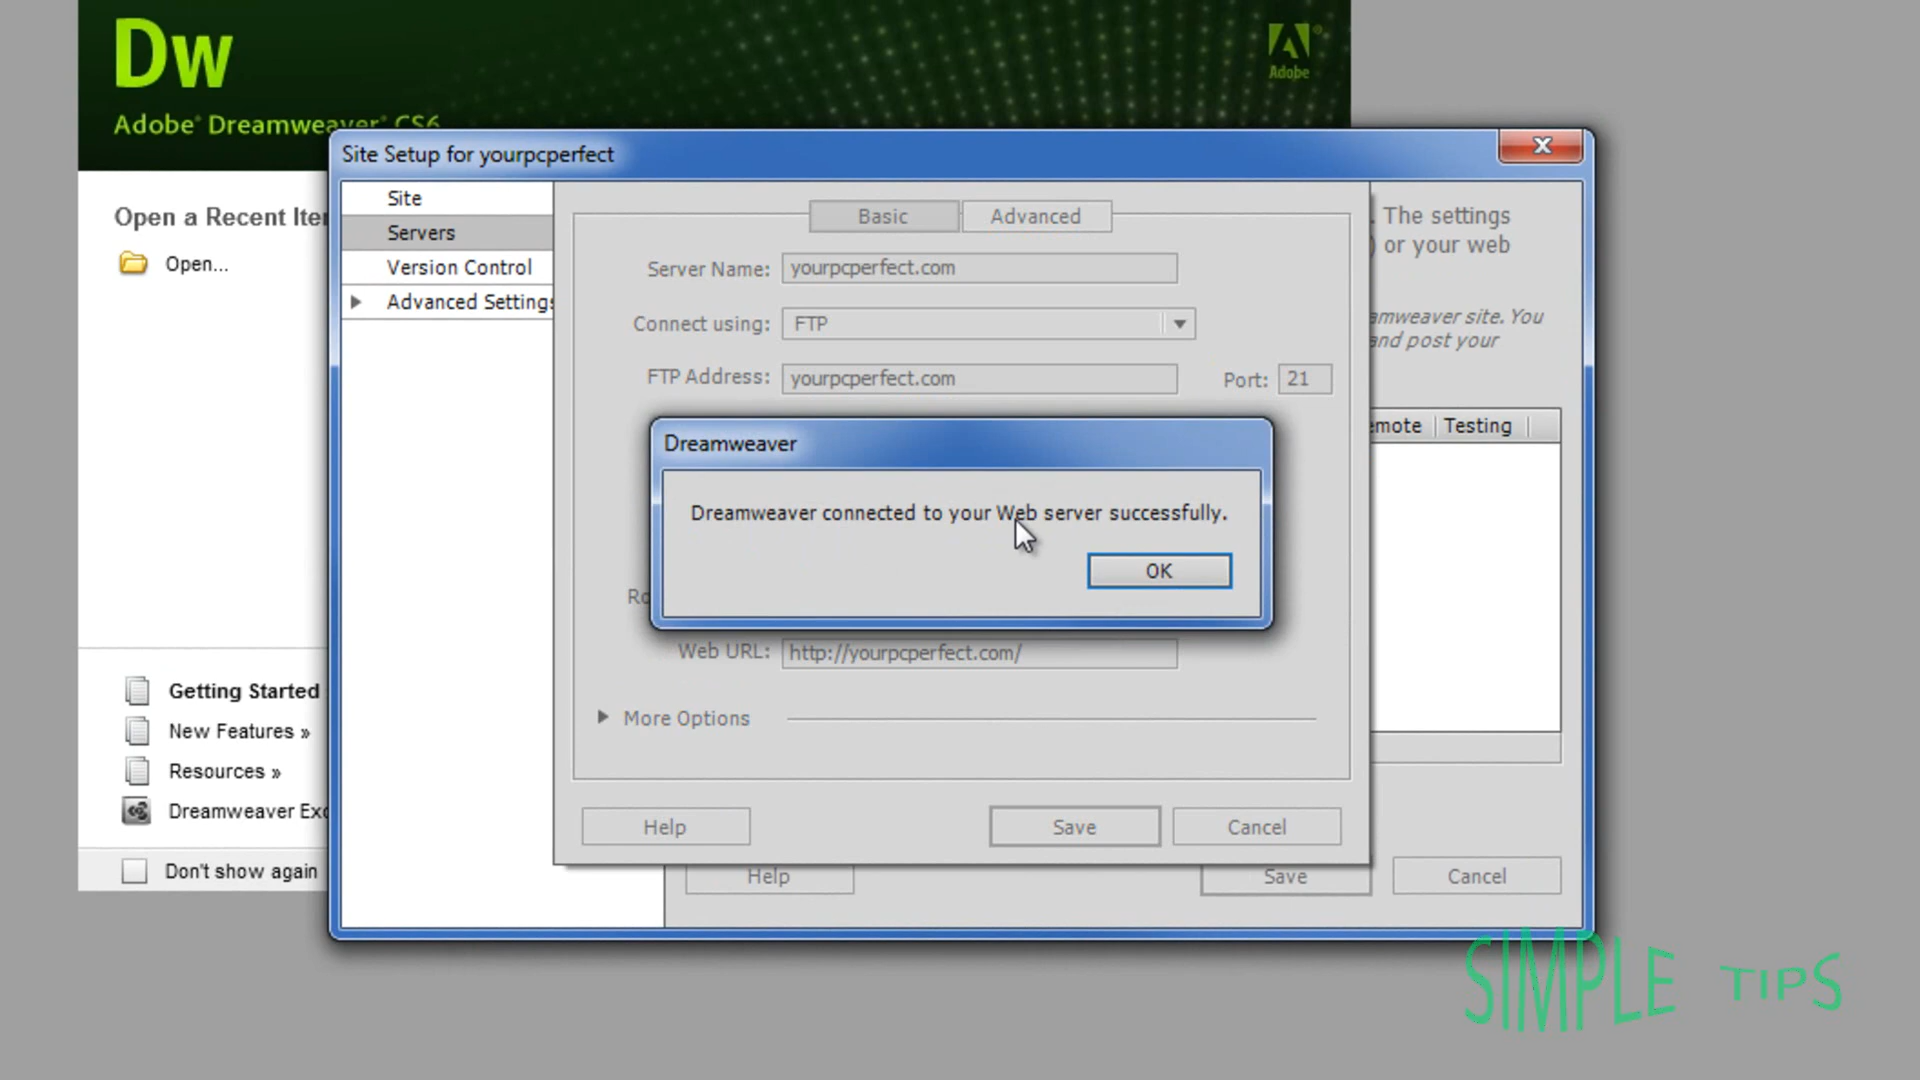 Dw
Adobe
Adobe® Dreamweaver® CS6
Site Setup for yourpcperfect
X
Open a Recent Iter
Open...
Site
Servers
Version Control
Advanced Settings
Basic
Advanced
Server Name: yourpcperfect.com
Connect using: FTP
FTP Address: yourpcperfect.com Port: 21
. The settings
) or your web
amweaver site. You
and post your
emote Testing
Dreamweaver
Dreamweaver connected to your Web server successfully.
OK
Ro
Web URL: http://yourpcperfect.com/
More Options
Help Save Cancel
Help Save Cancel
Getting Started
New Features »
Resources »
Dreamweaver Exc
Don't show again
SIMPLE TIPS